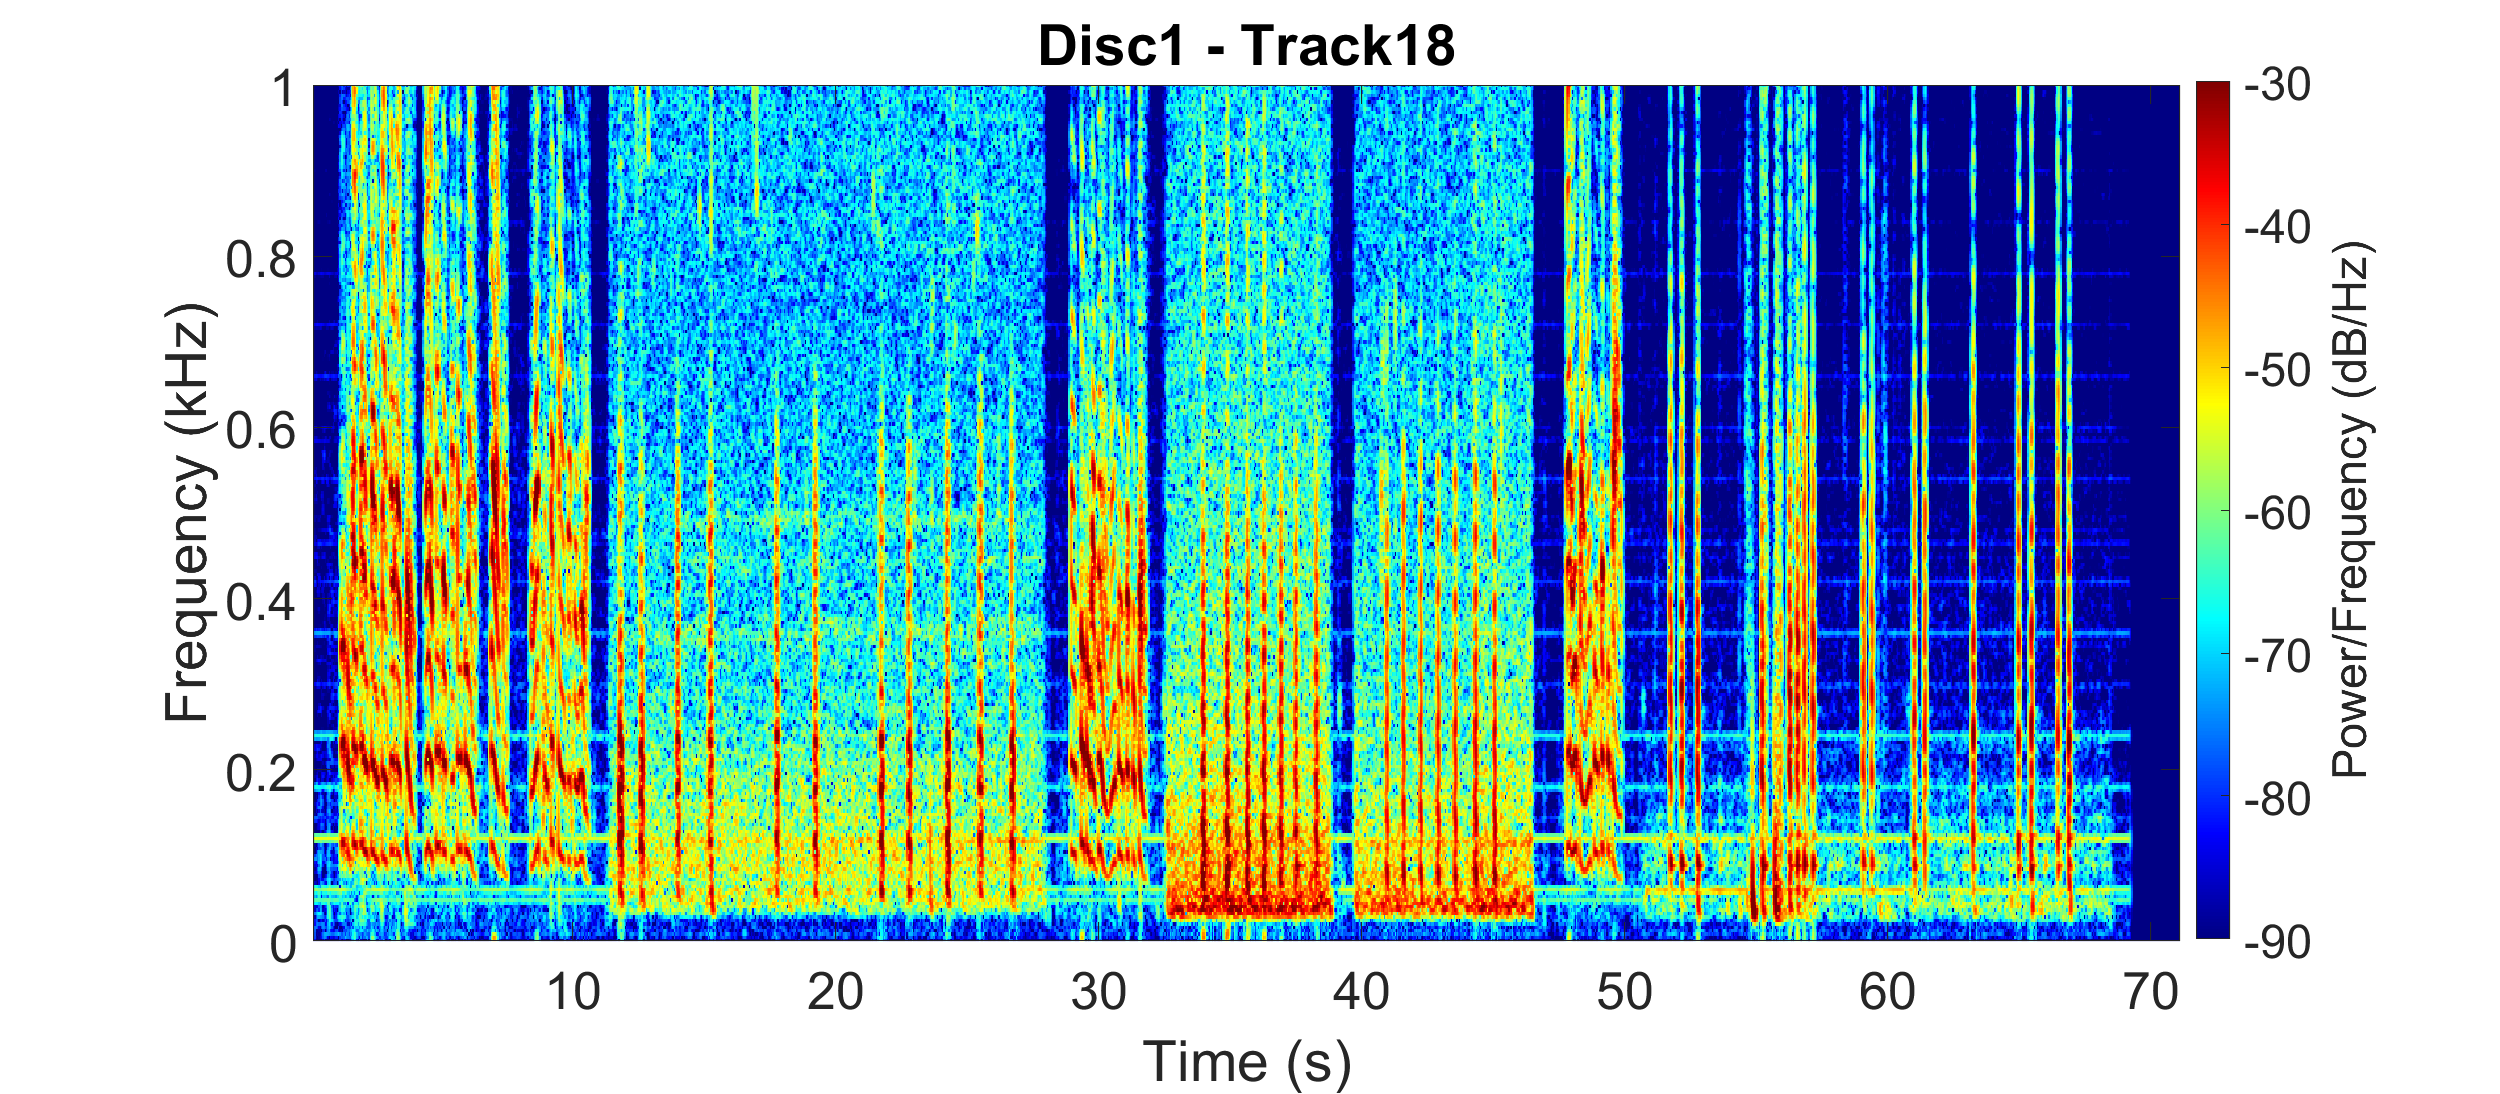 Disc1 - Track18
Frequency (kHz)
1
0.8
0.6
0.4
0.2
0
10 20 30 40 50 60 70
Time (s)
-30
-40
-50
-60
-70
-80
-90
Power/Frequency (dB/Hz)